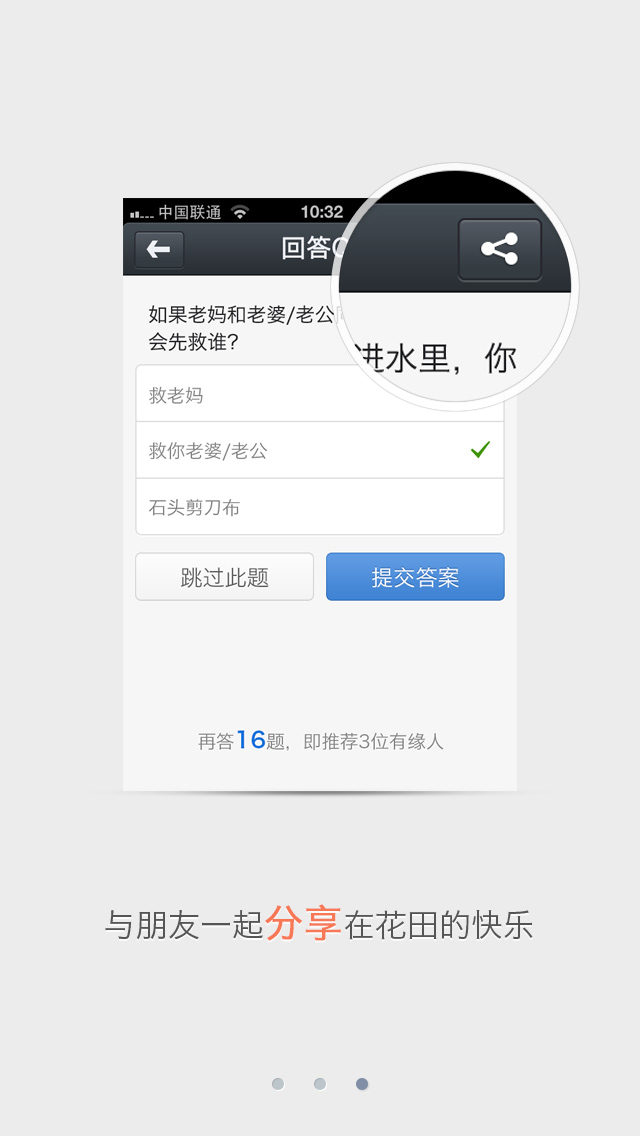 中国联通
10:32
回答
如果老妈和老婆/老公
进水里，你
会先救谁？
救老妈
救你老婆/老公
石头剪刀布
跳过此题
提交答案
再答16题，即推荐3位有缘人
与朋友一起分享在花田的快乐